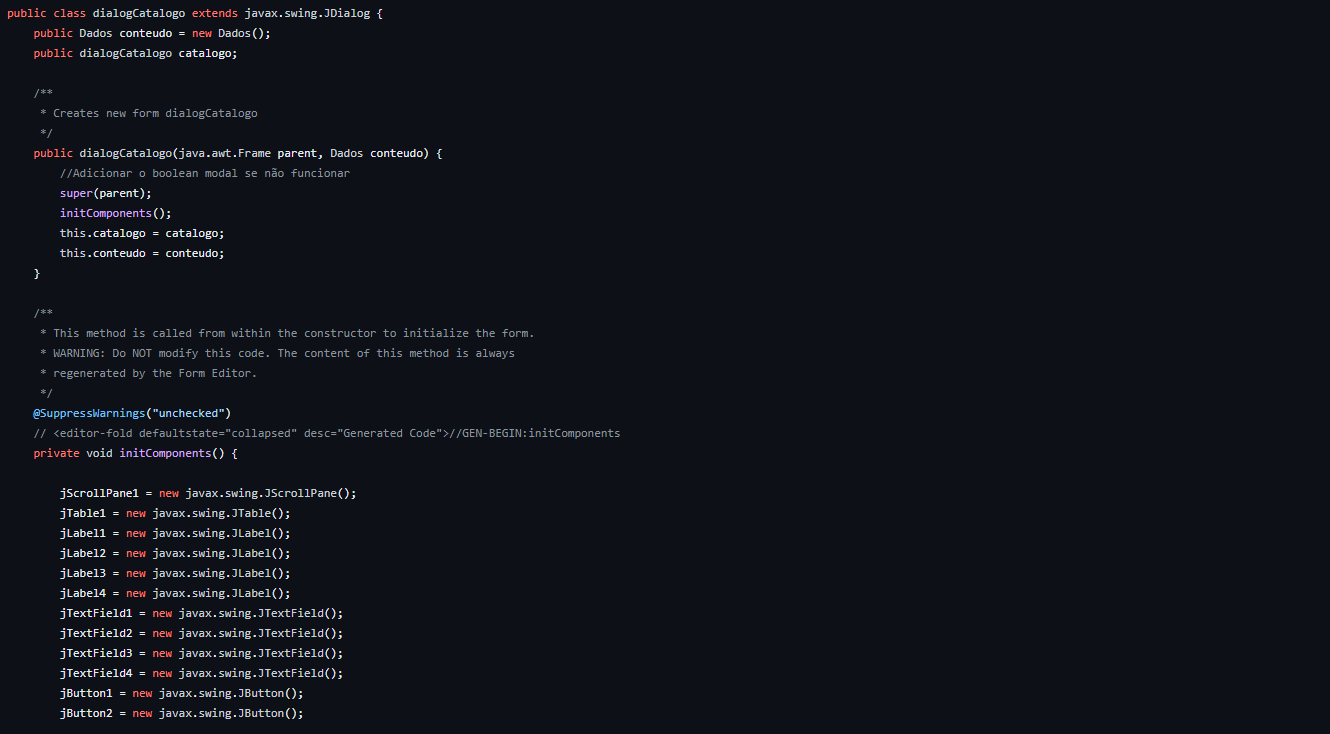 public class dialogCatalogo extends javax.swing.JDialog {
    public Dados conteudo = new Dados();
    public dialogCatalogo catalogo;

    /**
     * Creates new form dialogCatalogo
     */
    public dialogCatalogo(java.awt.Frame parent, Dados conteudo) {
        //Adicionar o boolean modal se não funcionar
        super(parent);
        initComponents();
        this.catalogo = catalogo;
        this.conteudo = conteudo;
    }

    /**
     * This method is called from within the constructor to initialize the form.
     * WARNING: Do NOT modify this code. The content of this method is always
     * regenerated by the Form Editor.
     */
    @SuppressWarnings("unchecked")
    // <editor-fold defaultstate="collapsed" desc="Generated Code">//GEN-BEGIN:initComponents
    private void initComponents() {

        jScrollPane1 = new javax.swing.JScrollPane();
        jTable1 = new javax.swing.JTable();
        jLabel1 = new javax.swing.JLabel();
        jLabel2 = new javax.swing.JLabel();
        jLabel3 = new javax.swing.JLabel();
        jLabel4 = new javax.swing.JLabel();
        jTextField1 = new javax.swing.JTextField();
        jTextField2 = new javax.swing.JTextField();
        jTextField3 = new javax.swing.JTextField();
        jTextField4 = new javax.swing.JTextField();
        jButton1 = new javax.swing.JButton();
        jButton2 = new javax.swing.JButton();